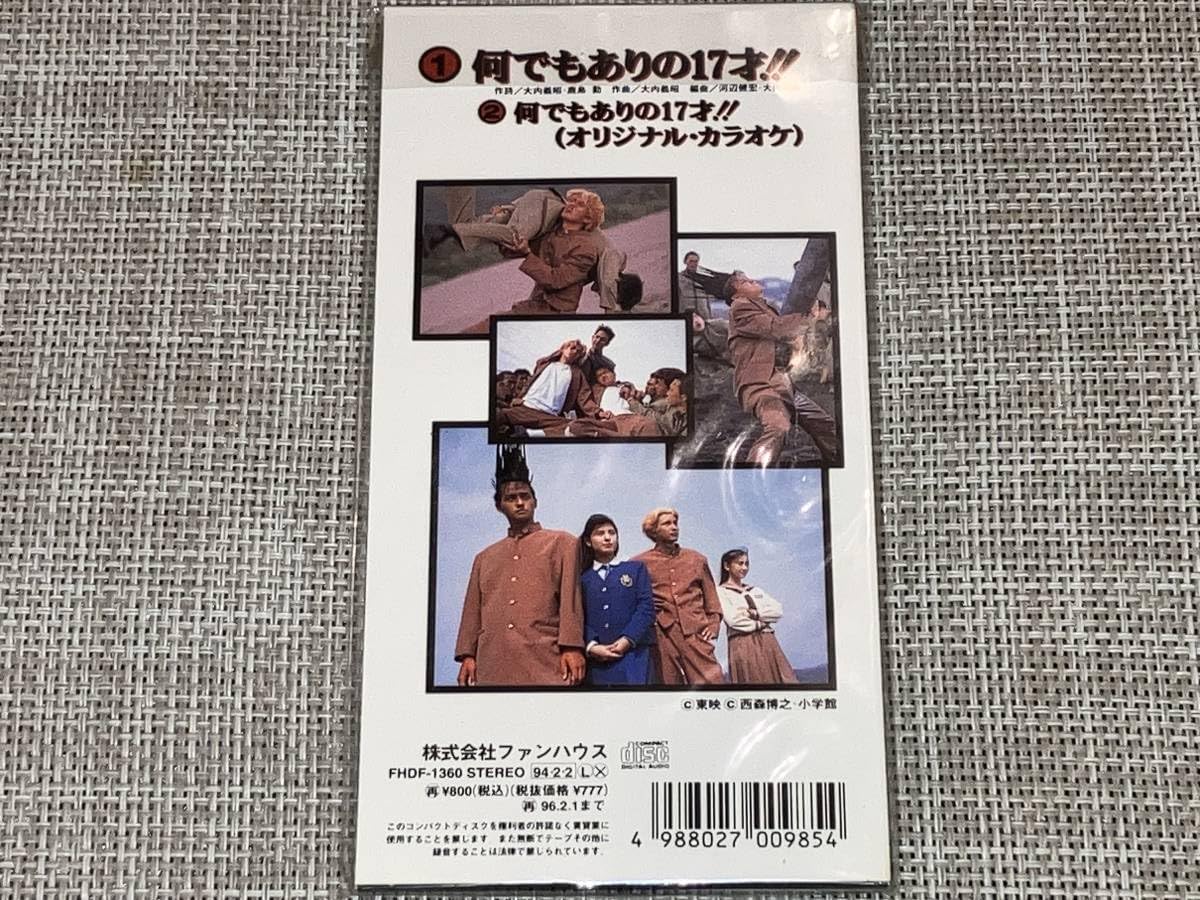 ① 何でもありの17才!!
作詩/大内義昭・鹿島 勤 作曲/大内義昭 編曲/河辺健宏・大
② 何でもありの17才!!
(オリジナル・カラオケ)
©東映 © 西森博之・小学館
株式会社ファンハウス COMPACT disc DIGITAL AUDIO
FHDF-1360 STEREO 94・2・2 L X
再 ¥800(税込)(税抜価格 ¥777)
再 96.2.1まで
このコンパクトディスクを権利者の許諾なく賃貸業に
使用することを禁じます また無断でテープその他に
録音することは法律で禁じられています.
4 988027 009854